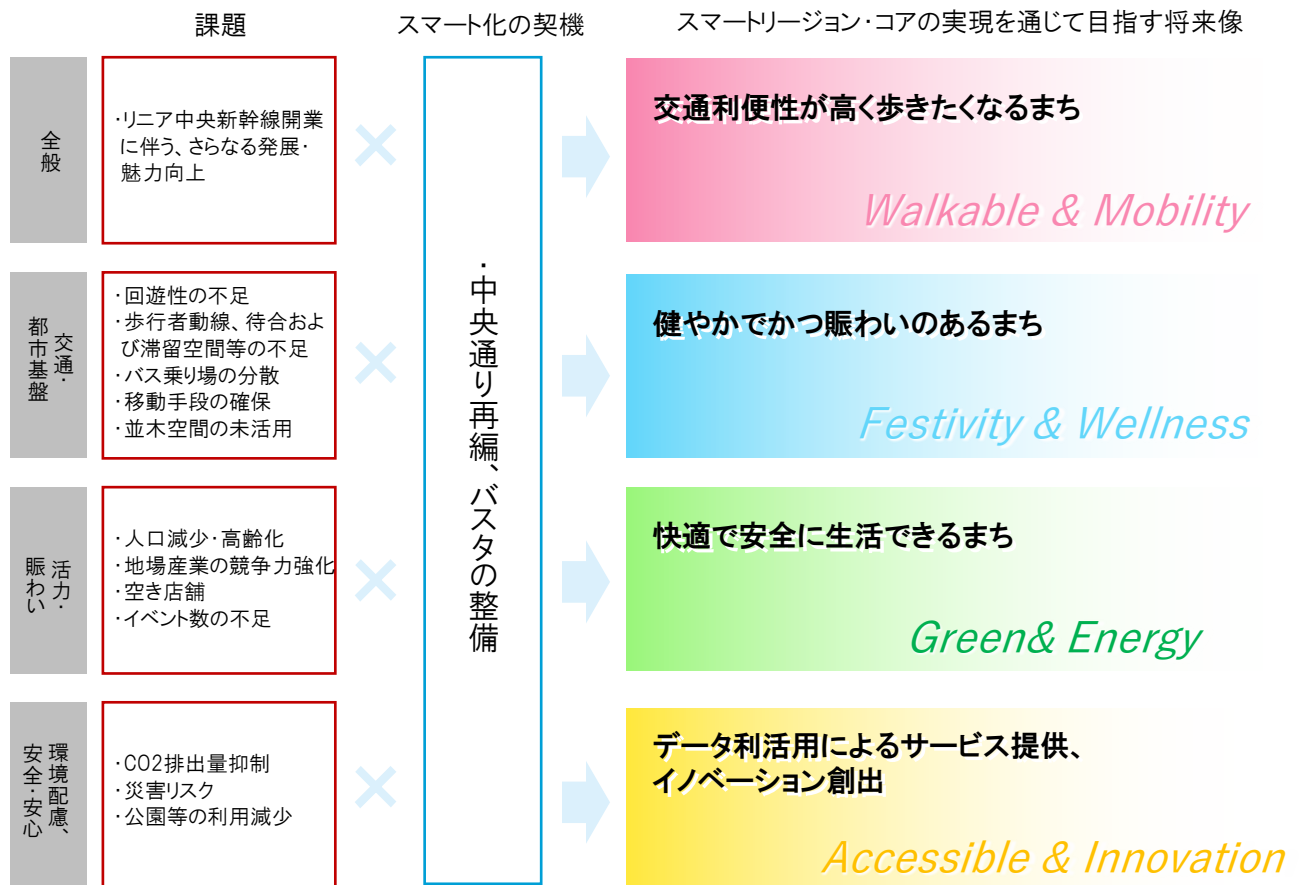 課題
スマート化の契機
スマートリージョン・コアの実現を通じて目指す将来像
全般
・リニア中央新幹線開業
に伴う、さらなる発展・
魅力向上
×
交通利便性が高く歩きたくなるまち
Walkable & Mobility
交通・
都市基盤
・回遊性の不足
・歩行者動線、待合およ
び滞留空間等の不足
・バス乗り場の分散
・移動手段の確保
・並木空間の未活用
×
・中央通り再編、バスタの整備
健やかでかつ賑わいのあるまち
Festivity & Wellness
活力・
賑わい
・人口減少・高齢化
・地場産業の競争力強化
・空き店舗
・イベント数の不足
×
快適で安全に生活できるまち
Green& Energy
環境配慮、
安全・安心
・CO2排出量抑制
・災害リスク
・公園等の利用減少
×
データ利活用によるサービス提供、
イノベーション創出
Accessible & Innovation